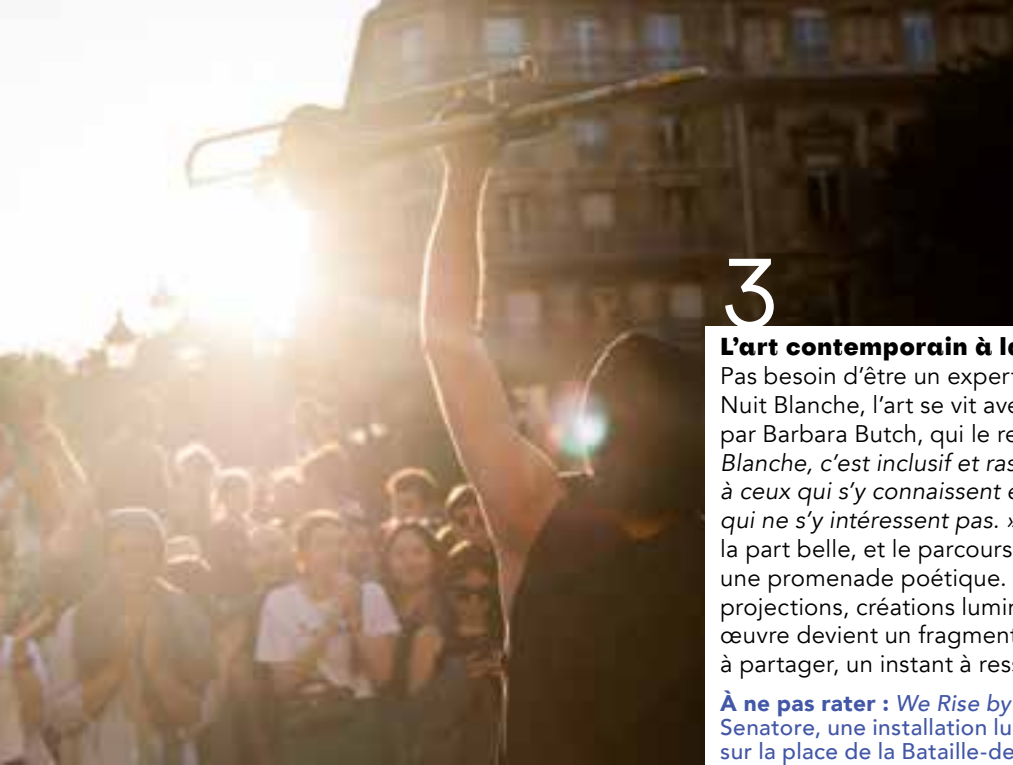 3
L'art contemporain à
Pas besoin d'être un
Nuit Blanche, l'art se vit
par Barbara Butch, qui le
Blanche, c'est inclusif et
à ceux qui s'y connaissent
qui ne s'y intéressent pas. »
la part belle, et le parcours
une promenade poétique.
projections, créations
œuvre devient un
à partager, un instant à
À ne pas rater : We Rise by
Senatore, une installation
sur la place de la